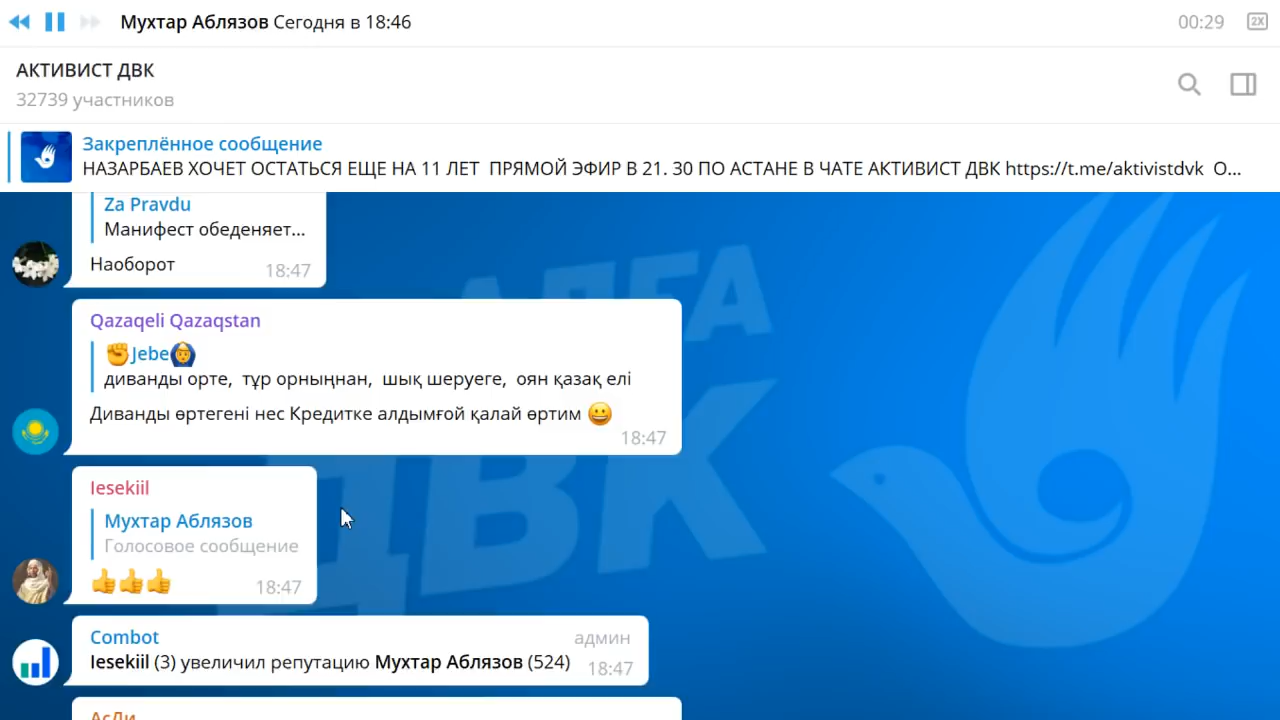 Мухтар Аблязов Сегодня в 18:46
00:29
2X
АКТИВИСТ ДВК
32739 участников
Закреплённое сообщение
НАЗАРБАЕВ ХОЧЕТ ОСТАТЬСЯ ЕЩЕ НА 11 ЛЕТ ПРЯМОЙ ЭФИР В 21. 30 ПО АСТАНЕ В ЧАТЕ АКТИВИСТ ДВК https://t.me/aktivistdvk О...
Za Pravdu
Манифест обеденяет...
Наоборот
18:47
Qazaqeli Qazaqstan
✊Jebe🙆‍♂️
диванды орте, тұр орныңнан, шық шеруеге, оян қазақ елі
Диванды өртегені нес Кредитке алдымғой қалай өртим 😀
18:47
Iesekiil
Мухтар Аблязов
Голосовое сообщение
👍👍👍
18:47
Combot
админ
Iesekiil (3) увеличил репутацию Мухтар Аблязов (524)
18:47
АсЛи
АЛҒА
ДВК